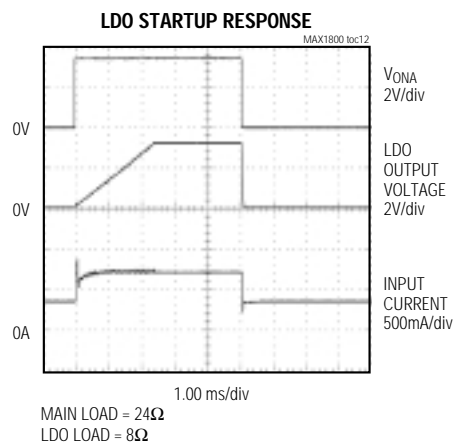 LDO STARTUP RESPONSE
MAX1800 toc12
VONA
2V/div
0V
LDO
OUTPUT
VOLTAGE
2V/div
0V
INPUT
CURRENT
500mA/div
0A
1.00 ms/div
MAIN LOAD = 24Ω
LDO LOAD = 8Ω